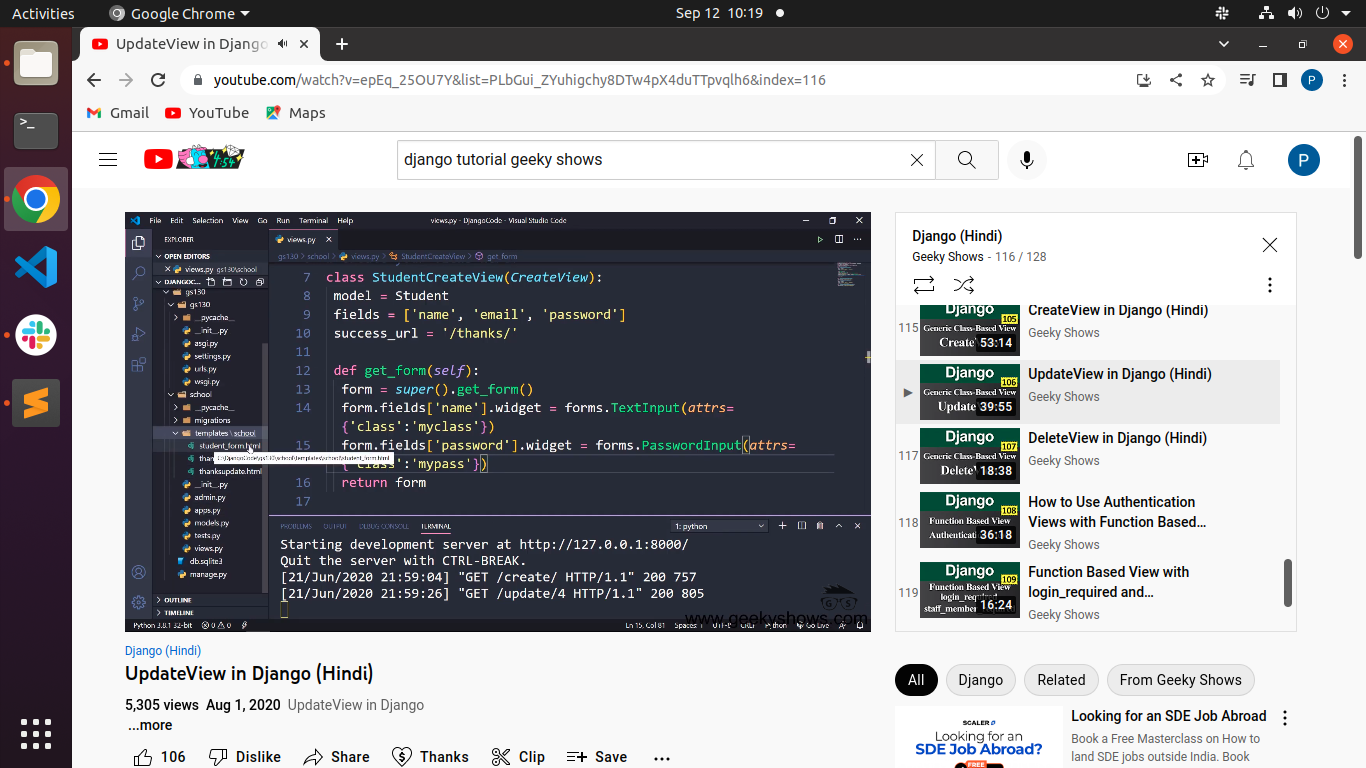 Activities
Google Chrome
Sep 12 10:19
UpdateView in Django
youtube.com/watch?v=epEq_25OU7Y&list=PLbGui_ZYuhigchy8DTw4pX4duTTpvqlh6&index=116
P
Gmail
YouTube
Maps
4:54
django tutorial geeky shows
P
File Edit Selection View Go Run Terminal Help
views.py - DjangoCode - Visual Studio Code
EXPLORER
OPEN EDITORS
views.py gs130\school
DJANGOC...
gs130
gs130
__pycache__
__init__.py
asgi.py
settings.py
urls.py
wsgi.py
school
__pycache__
migrations
templates \ school
student_form.html
C:\DjangoCode\gs130\school\templates\school\student_form.html
thanksupdate.html
__init__.py
admin.py
apps.py
models.py
tests.py
views.py
db.sqlite3
manage.py
OUTLINE
TIMELINE
views.py
gs130 > school > views.py > StudentCreateView > get_form
7 class StudentCreateView(CreateView):
8 model = Student
9 fields = ['name', 'email', 'password']
10 success_url = '/thanks/'
11
12 def get_form(self):
13 form = super().get_form()
14 form.fields['name'].widget = forms.TextInput(attrs=
{'class':'myclass'})
15 form.fields['password'].widget = forms.PasswordInput(attrs=
{'class':'mypass'})
16 return form
17
PROBLEMS OUTPUT DEBUG CONSOLE TERMINAL
1: python
Starting development server at http://127.0.0.1:8000/
Quit the server with CTRL-BREAK.
[21/Jun/2020 21:59:04] "GET /create/ HTTP/1.1" 200 757
[21/Jun/2020 21:59:26] "GET /update/4 HTTP/1.1" 200 805
www.geekyshows.com
Python 3.8.1 32-bit
0 0
Ln 15, Col 81
UTF-8
CRLF
Python
Go Live
Django (Hindi)
UpdateView in Django (Hindi)
5,305 views Aug 1, 2020 UpdateView in Django
...more
106
Dislike
Share
Thanks
Clip
Save
Django (Hindi)
Geeky Shows - 116 / 128
115
Django
105
Generic Class-Based View
53:14
CreateView in Django (Hindi)
Geeky Shows
Django
106
Generic Class-Based View
Update
39:55
UpdateView in Django (Hindi)
Geeky Shows
117
Django
107
Generic Class-Based View
Delete
18:38
DeleteView in Django (Hindi)
Geeky Shows
118
Django
108
Function Based View
36:18
How to Use Authentication
Views with Function Based...
Geeky Shows
119
Django
109
Function Based View
login_required
16:24
Function Based View with
login_required and...
Geeky Shows
All
Django
Related
From Geeky Shows
SCALER
Looking for an
SDE Job Abroad?
FREE
Looking for an SDE Job Abroad
Book a Free Masterclass on How to
land SDE jobs outside India. Book